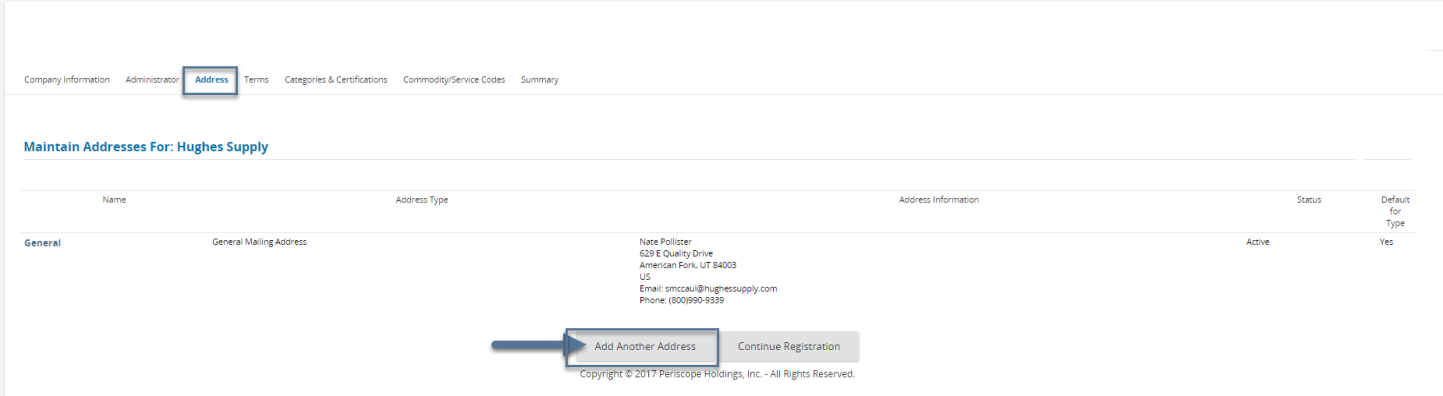 Company Information Administrator Address Terms Categories & Certifications Commodity/Service Codes Summary
Maintain Addresses For: Hughes Supply
Name Address Type Address Information Status Default for Type
General General Mailing Address Nate Pollister Active Yes
629 E Quality Drive
American Fork, UT 84003
US
Email: smccaul@hughessupply.com
Phone: (800)990-9339
Add Another Address Continue Registration
Copyright © 2017 Periscope Holdings, Inc. - All Rights Reserved.